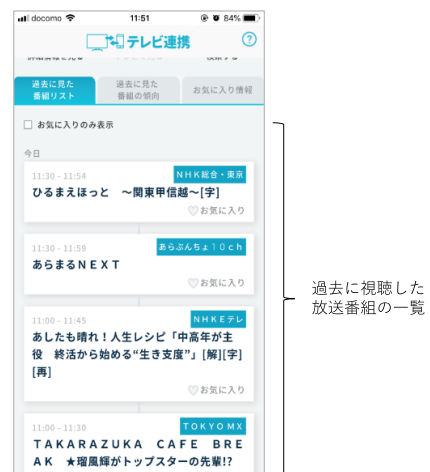 docomo 11:51 84%
テレビ連携 ?
過去に見た
番組リスト
過去に見た
番組の傾向
お気に入り情報
お気に入りのみ表示
今日
11:30 - 11:54 NHK総合・東京
ひるまえほっと ～関東甲信越～[字]
♡お気に入り
11:30 - 11:59 あらぶんちょ１０ｃｈ
あらまるＮＥＸＴ
♡お気に入り
11:00 - 11:45 NHKEテレ
あしたも晴れ！人生レシピ「中高年が主
役 終活から始める“生き支度”」[解][字]
[再]
♡お気に入り
11:00 - 11:30 TOKYO MX
ＴＡＫＡＲＡＺＵＫＡ ＣＡＦＥ ＢＲＥ
ＡＫ ★瑠風輝がトップスターの先輩!?
過去に視聴した
放送番組の一覧